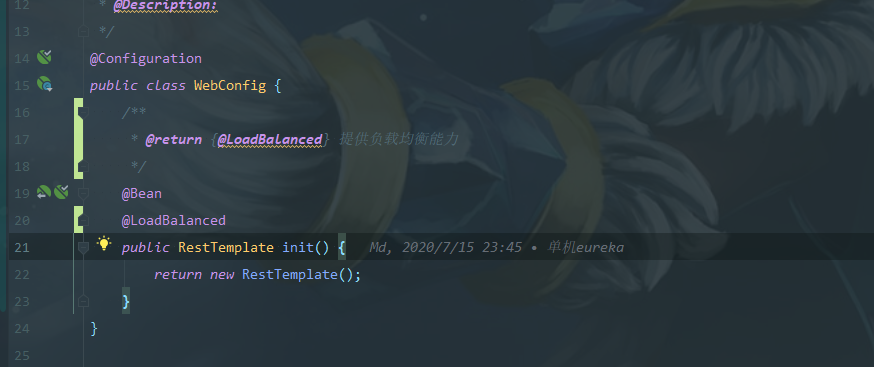 12 * @Description:
13 */
14 @Configuration
15 public class WebConfig {
16 /**
17 * @return {@LoadBalanced} 提供负载均衡能力
18 */
19 @Bean
20 @LoadBalanced
21 public RestTemplate init() { Md, 2020/7/15 23:45 • 单机eureka
22 return new RestTemplate();
23 }
24 }
25